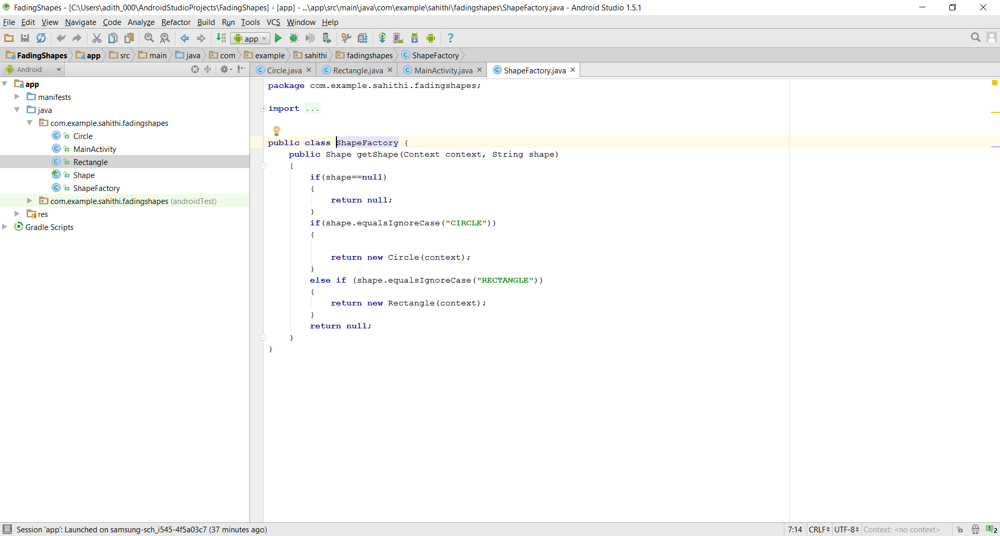 FadingShapes - [C:\Users\adith_000\AndroidStudioProjects\FadingShapes] - [app] - ...\app\src\main\java\com\example\sahithi\fadingshapes\ShapeFactory.java - Android Studio 1.5.1
File Edit View Navigate Code Analyze Refactor Build Run Tools VCS Window Help
app
FadingShapes app src main java com example sahithi fadingshapes ShapeFactory
Android
Circle.java Rectangle.java MainActivity.java ShapeFactory.java
app
manifests
java
com.example.sahithi.fadingshapes
Circle
MainActivity
Rectangle
Shape
ShapeFactory
com.example.sahithi.fadingshapes (androidTest)
res
Gradle Scripts
package com.example.sahithi.fadingshapes;
import ...
public class ShapeFactory {
public Shape getShape(Context context, String shape)
{
if(shape==null)
{
return null;
}
if(shape.equalsIgnoreCase("CIRCLE"))
{
return new Circle(context);
}
else if (shape.equalsIgnoreCase("RECTANGLE"))
{
return new Rectangle(context);
}
return null;
}
}
Session 'app': Launched on samsung-sch_i545-4f5a03c7 (37 minutes ago)
7:14 CRLF UTF-8 Context: <no context> 2